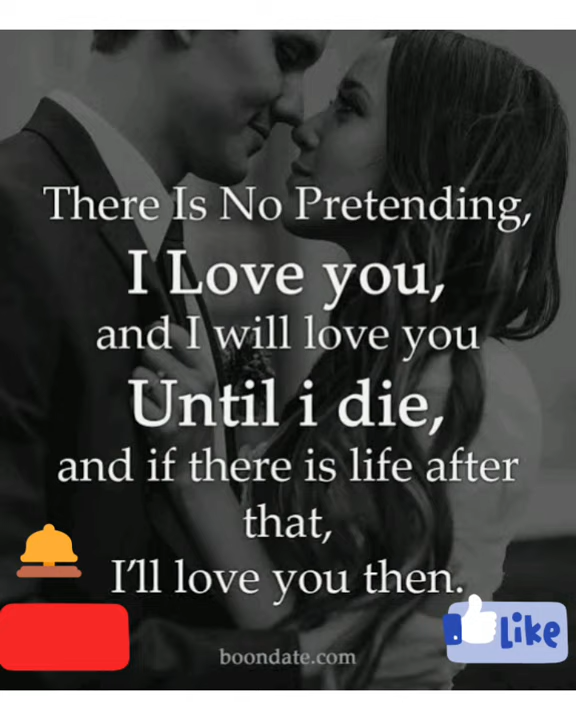 There Is No Pretending,
I Love you,
and I will love you
Until i die,
and if there is life after
that,
I'll love you then.
Like
boondate.com